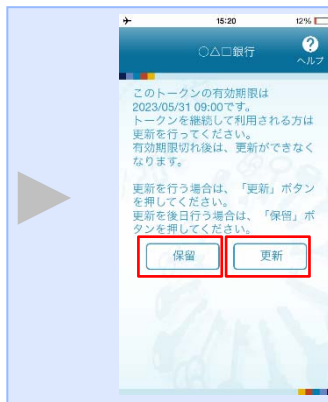 15:20
12%
○△□銀行
?
ヘルプ
このトークンの有効期限は
2023/05/31 09:00です。
トークンを継続して利用される方は
更新を行ってください。
有効期限切れ後は、更新ができなく
なります。
更新を行う場合は、「更新」ボタン
を押してください。
更新を後日行う場合は、「保留」ボ
タンを押してください。
保留
更新